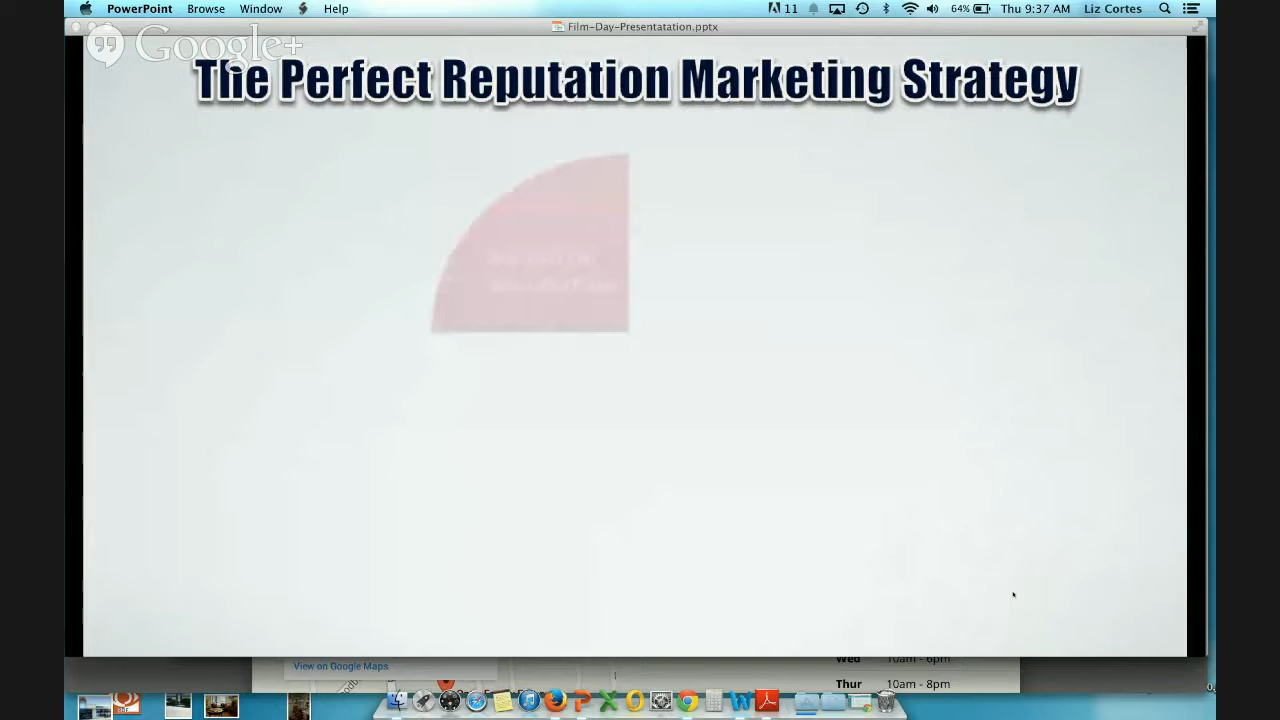 PowerPoint Browse Window Help
11 64% Thu 9:37 AM Liz Cortes
Film-Day-Presentatation.pptx
Google+
The Perfect Reputation Marketing Strategy
View on Google Maps
Wed 10am - 6pm
Thur 10am - 8pm